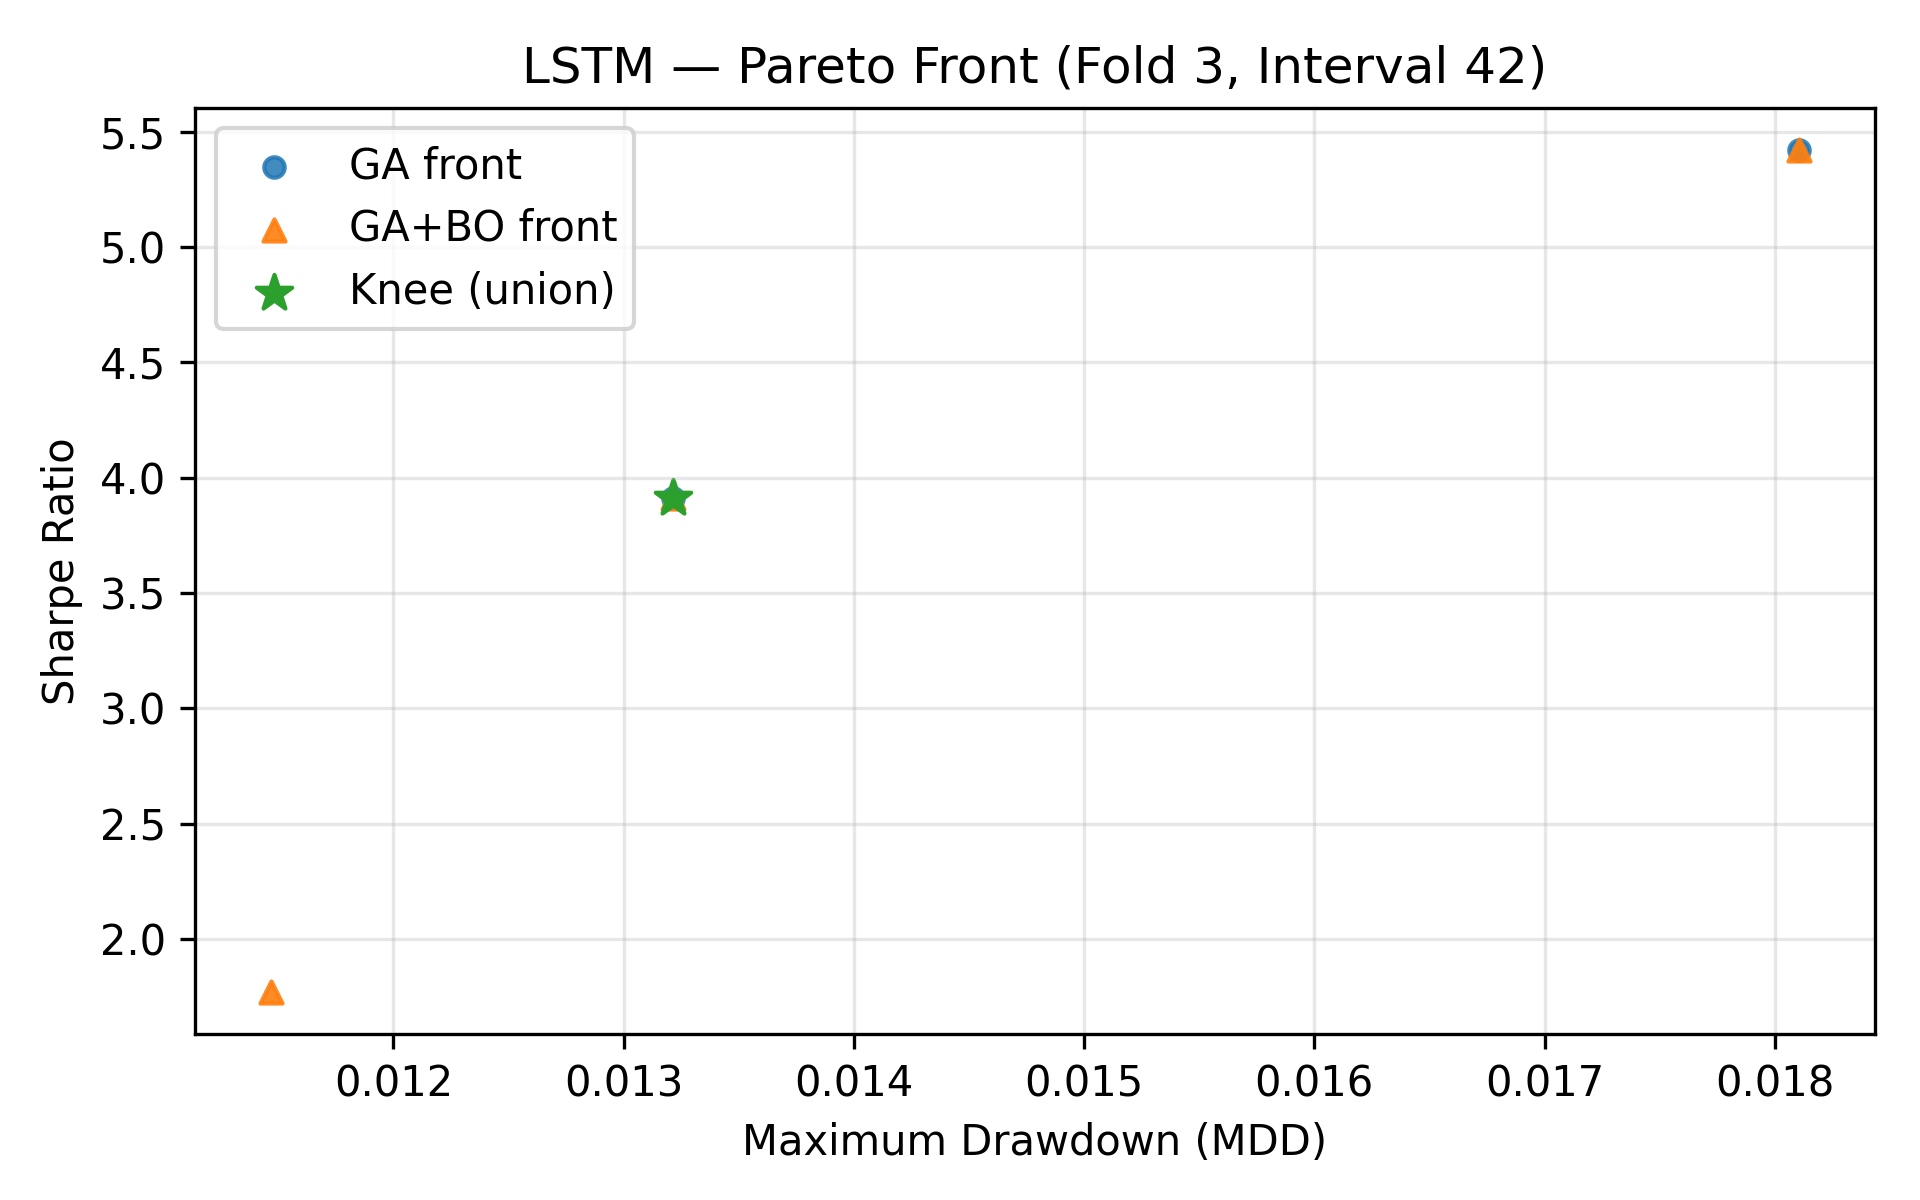 LSTM — Pareto Front (Fold 3, Interval 42)
GA front
GA+BO front
Knee (union)
Sharpe Ratio
5.5
5.0
4.5
4.0
3.5
3.0
2.5
2.0
0.012 0.013 0.014 0.015 0.016 0.017 0.018
Maximum Drawdown (MDD)